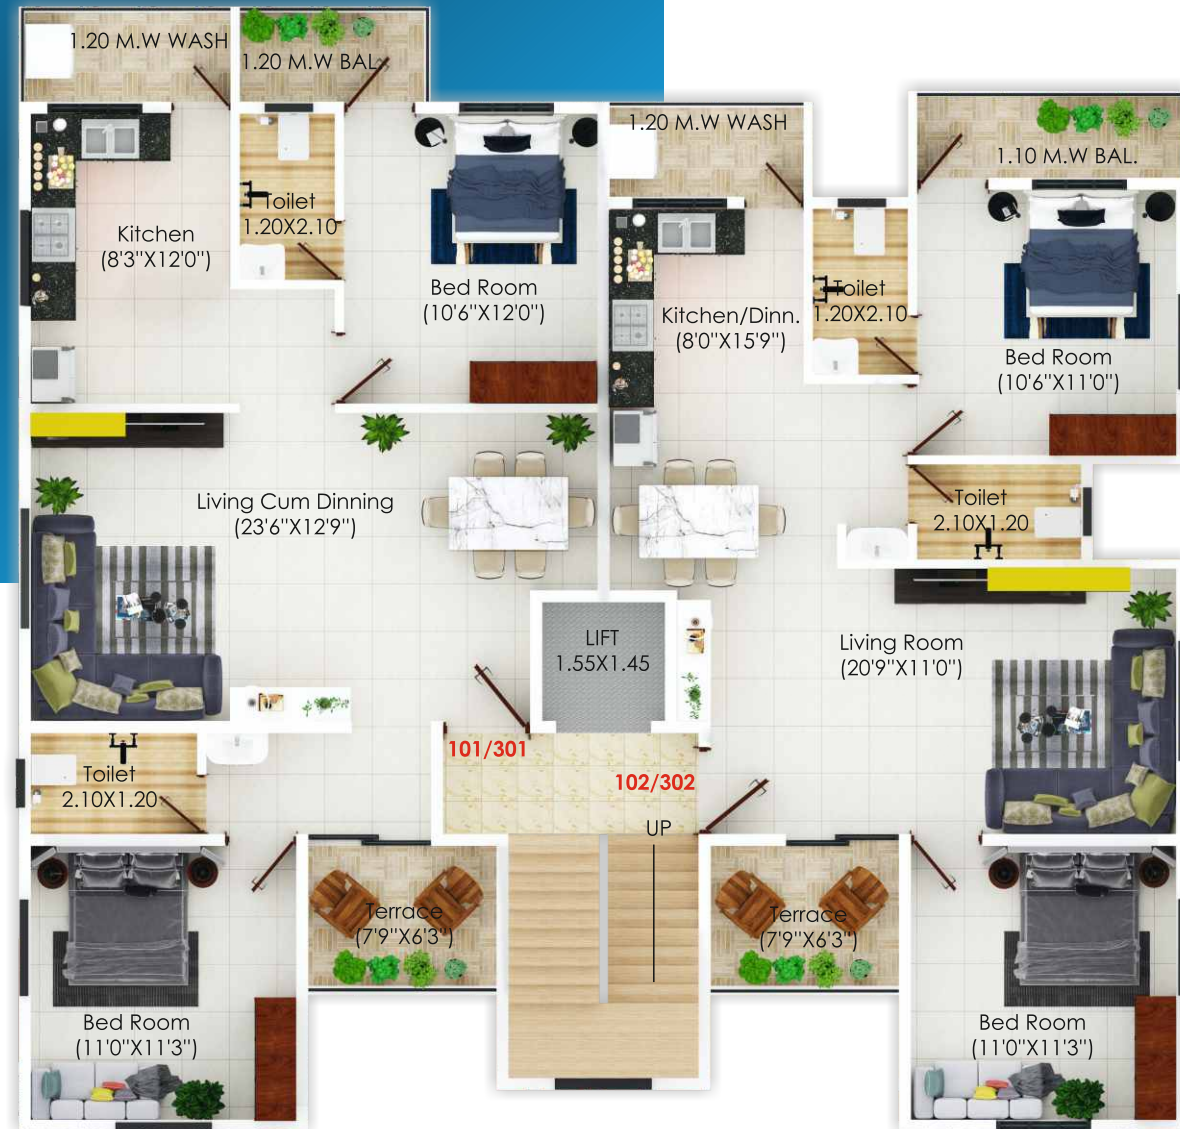 1.20 M.W WASH
1.20 M.W BAL
1.20 M.W WASH
1.10 M.W BAL.
Toilet
1.20X2.10
Kitchen
(8'3"X12'0")
Bed Room
(10'6"X12'0")
Toilet
1.20X2.10
Kitchen/Dinn.
(8'0"X15'9")
Bed Room
(10'6"X11'0")
Living Cum Dinning
(23'6"X12'9")
Toilet
2.10X1.20
LIFT
1.55X1.45
Living Room
(20'9"X11'0")
101/301
102/302
Toilet
2.10X1.20
UP
Terrace
(7'9"X6'3")
Terrace
(7'9"X6'3")
Bed Room
(11'0"X11'3")
Bed Room
(11'0"X11'3")